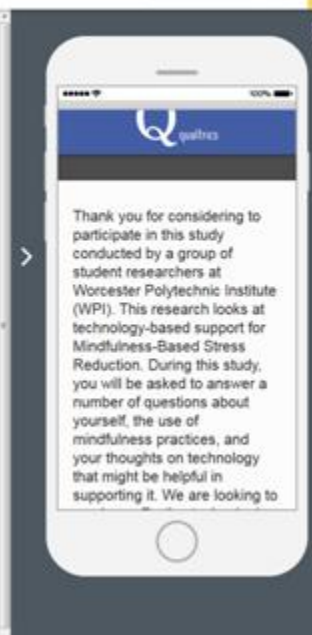 100%
Q qualtrics
Thank you for considering to
participate in this study
conducted by a group of
student researchers at
Worcester Polytechnic Institute
(WPI). This research looks at
technology-based support for
Mindfulness-Based Stress
Reduction. During this study,
you will be asked to answer a
number of questions about
yourself, the use of
mindfulness practices, and
your thoughts on technology
that might be helpful in
supporting it. We are looking to